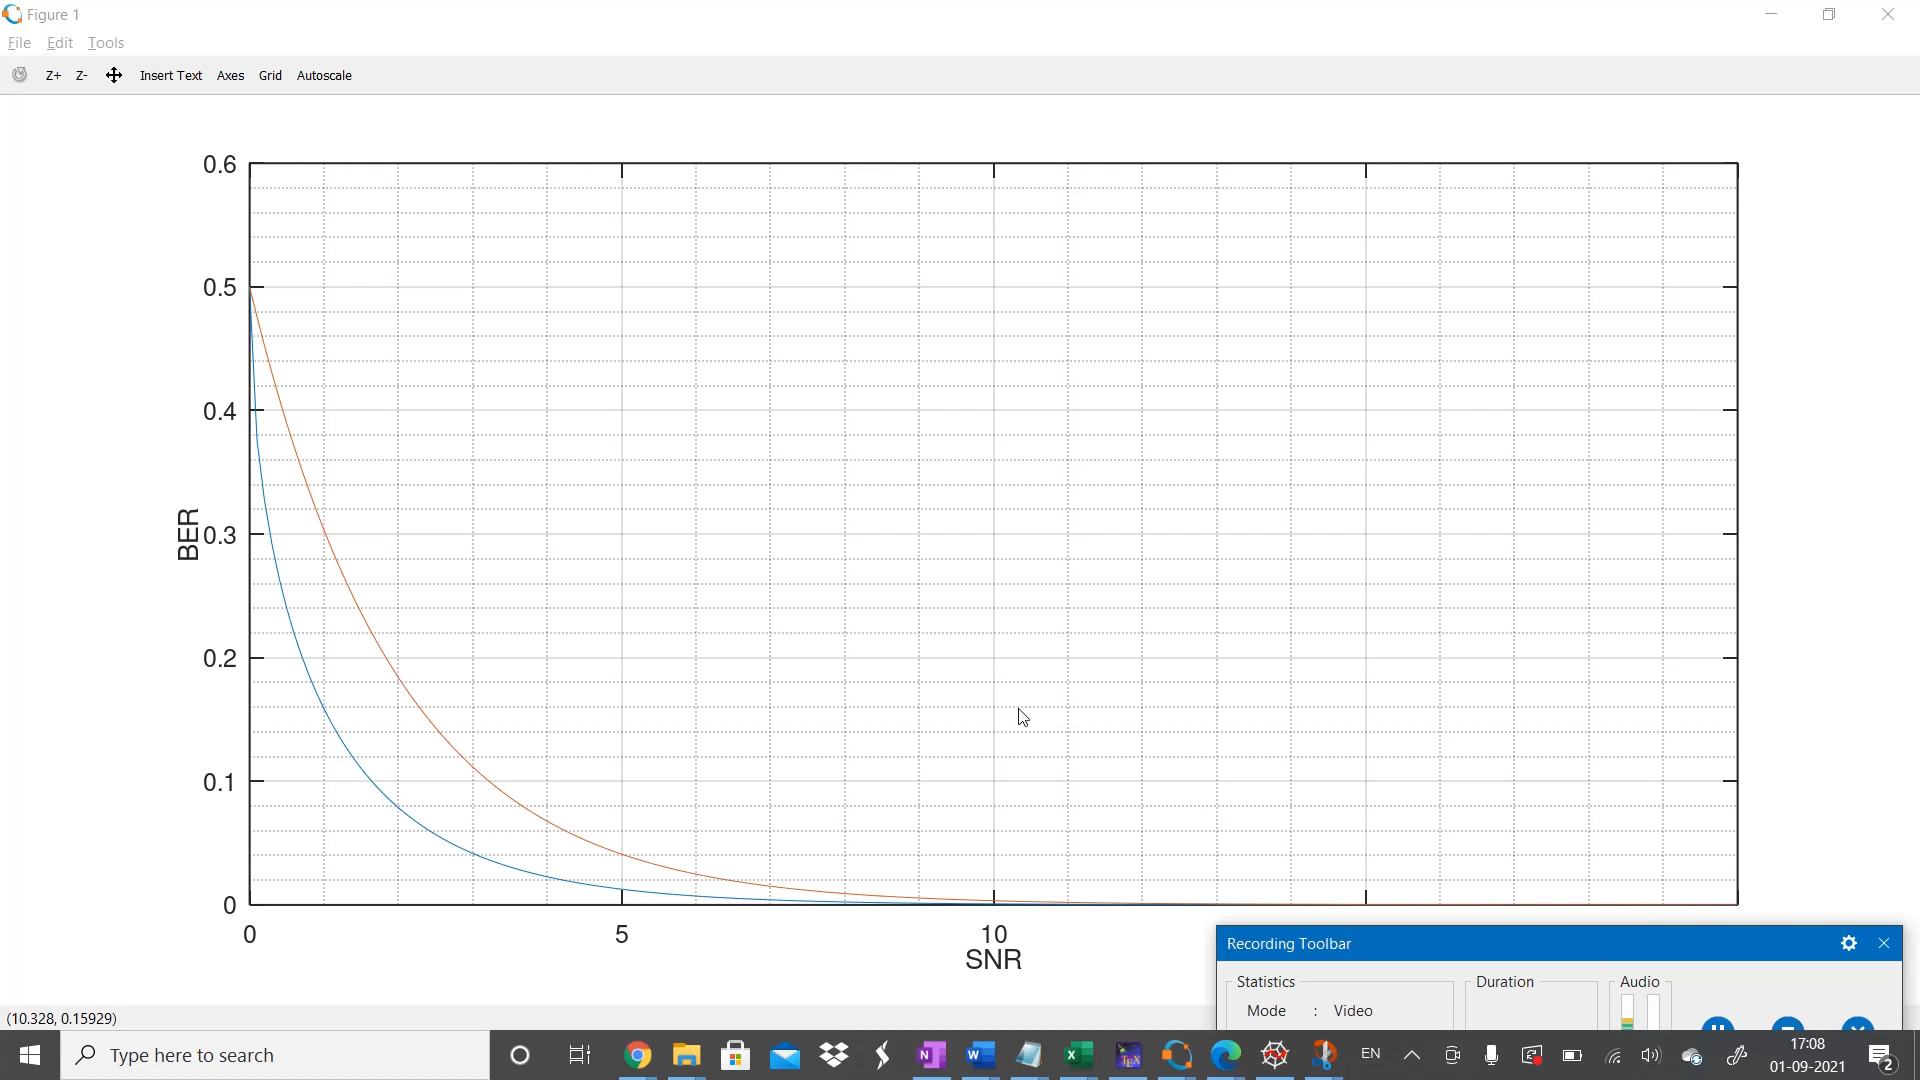 Figure 1
File Edit Tools
Z+ Z- Insert Text Axes Grid Autoscale
0.6
0.5
0.4
0.3
0.2
0.1
0
BER
0 5 10
SNR
Recording Toolbar
Statistics Duration Audio
Mode : Video
(10.328, 0.15929)
Type here to search
EN
17:08
01-09-2021
2